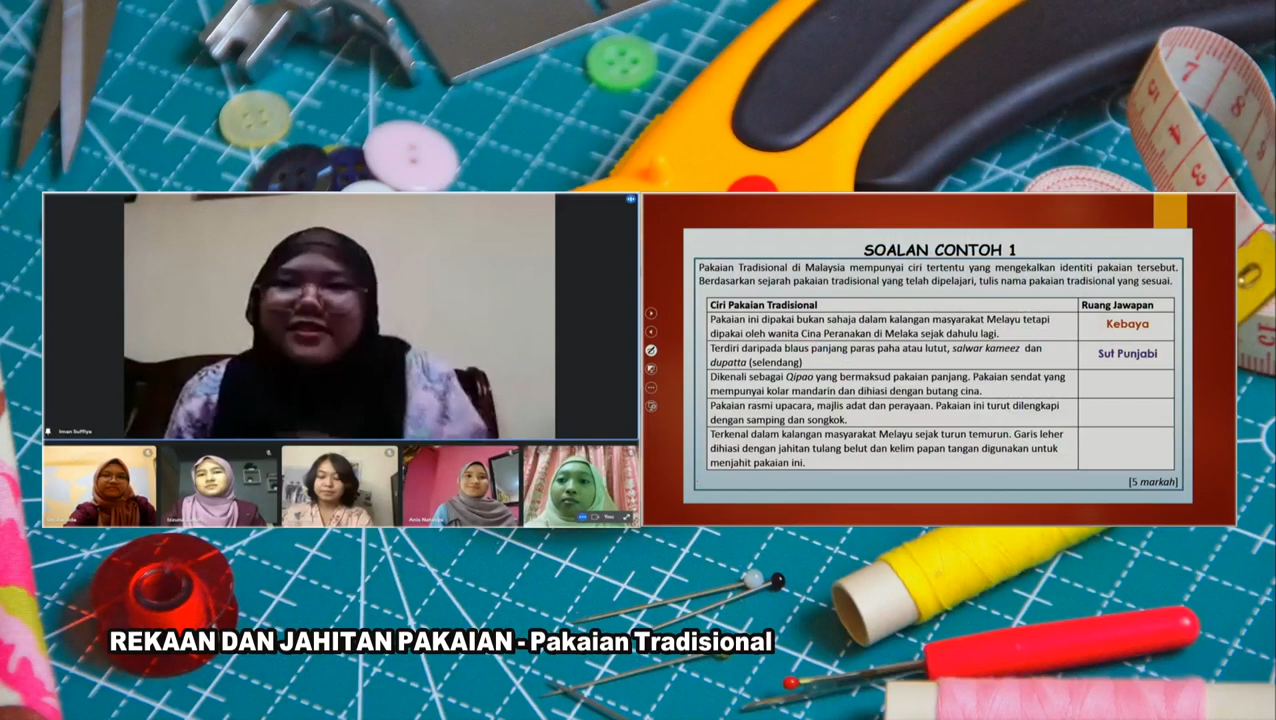 Iman Suffiya
Anis Natasya
You
SOALAN CONTOH 1
Pakaian Tradisional di Malaysia mempunyai ciri tertentu yang mengekalkan identiti pakaian tersebut.
Berdasarkan sejarah pakaian tradisional yang telah dipelajari, tulis nama pakaian tradisional yang sesuai.
Ciri Pakaian Tradisional
Ruang Jawapan
Pakaian ini dipakai bukan sahaja dalam kalangan masyarakat Melayu tetapi
dipakai oleh wanita Cina Peranakan di Melaka sejak dahulu lagi.
Kebaya
Terdiri daripada blaus panjang paras paha atau lutut, salwar kameez dan
dupatta (selendang)
Sut Punjabi
Dikenali sebagai Qipao yang bermaksud pakaian panjang. Pakaian sendat yang
mempunyai kolar mandarin dan dihiasi dengan butang cina.
Pakaian rasmi upacara, majlis adat dan perayaan. Pakaian ini turut dilengkapi
dengan samping dan songkok.
Terkenal dalam kalangan masyarakat Melayu sejak turun temurun. Garis leher
dihiasi dengan jahitan tulang belut dan kelim papan tangan digunakan untuk
menjahit pakaian ini.
[5 markah]
REKAAN DAN JAHITAN PAKAIAN - Pakaian Tradisional